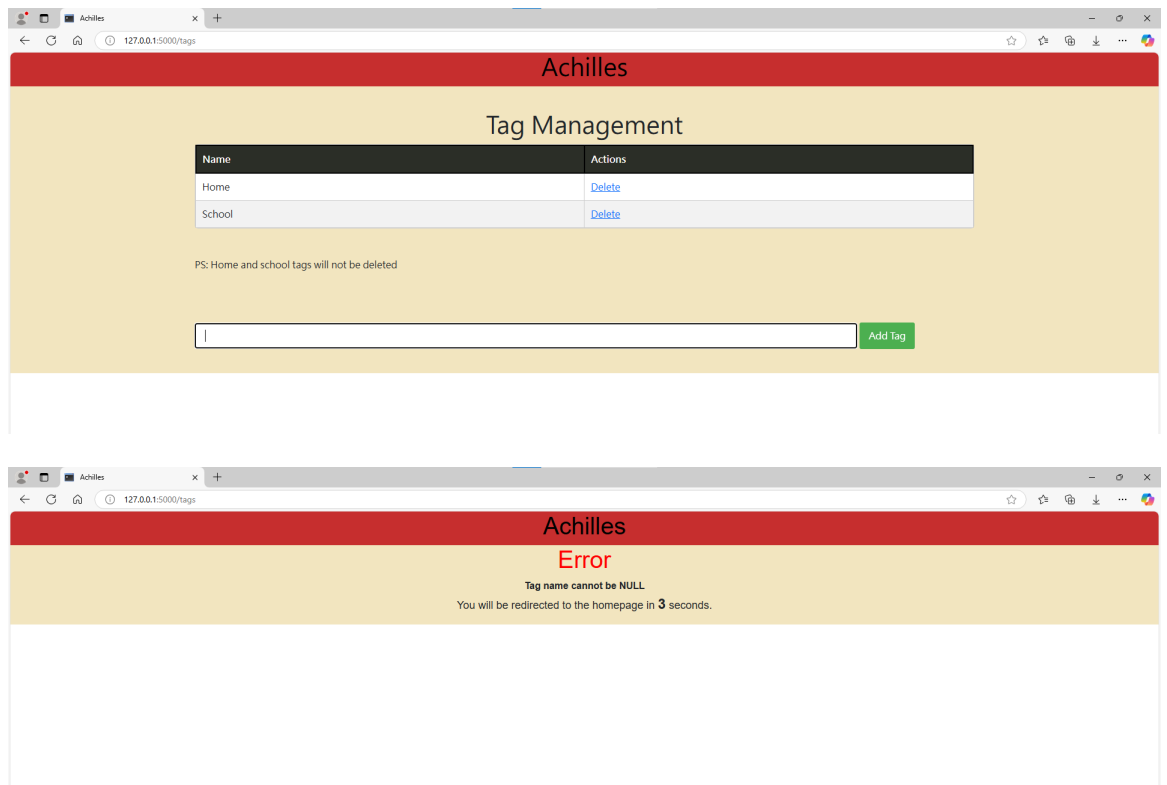 Achilles
127.0.0.1:5000/tags
Achilles
Tag Management
Name Actions
Home Delete
School Delete
PS: Home and school tags will not be deleted
Add Tag
Achilles
127.0.0.1:5000/tags
Achilles
Error
Tag name cannot be NULL
You will be redirected to the homepage in 3 seconds.